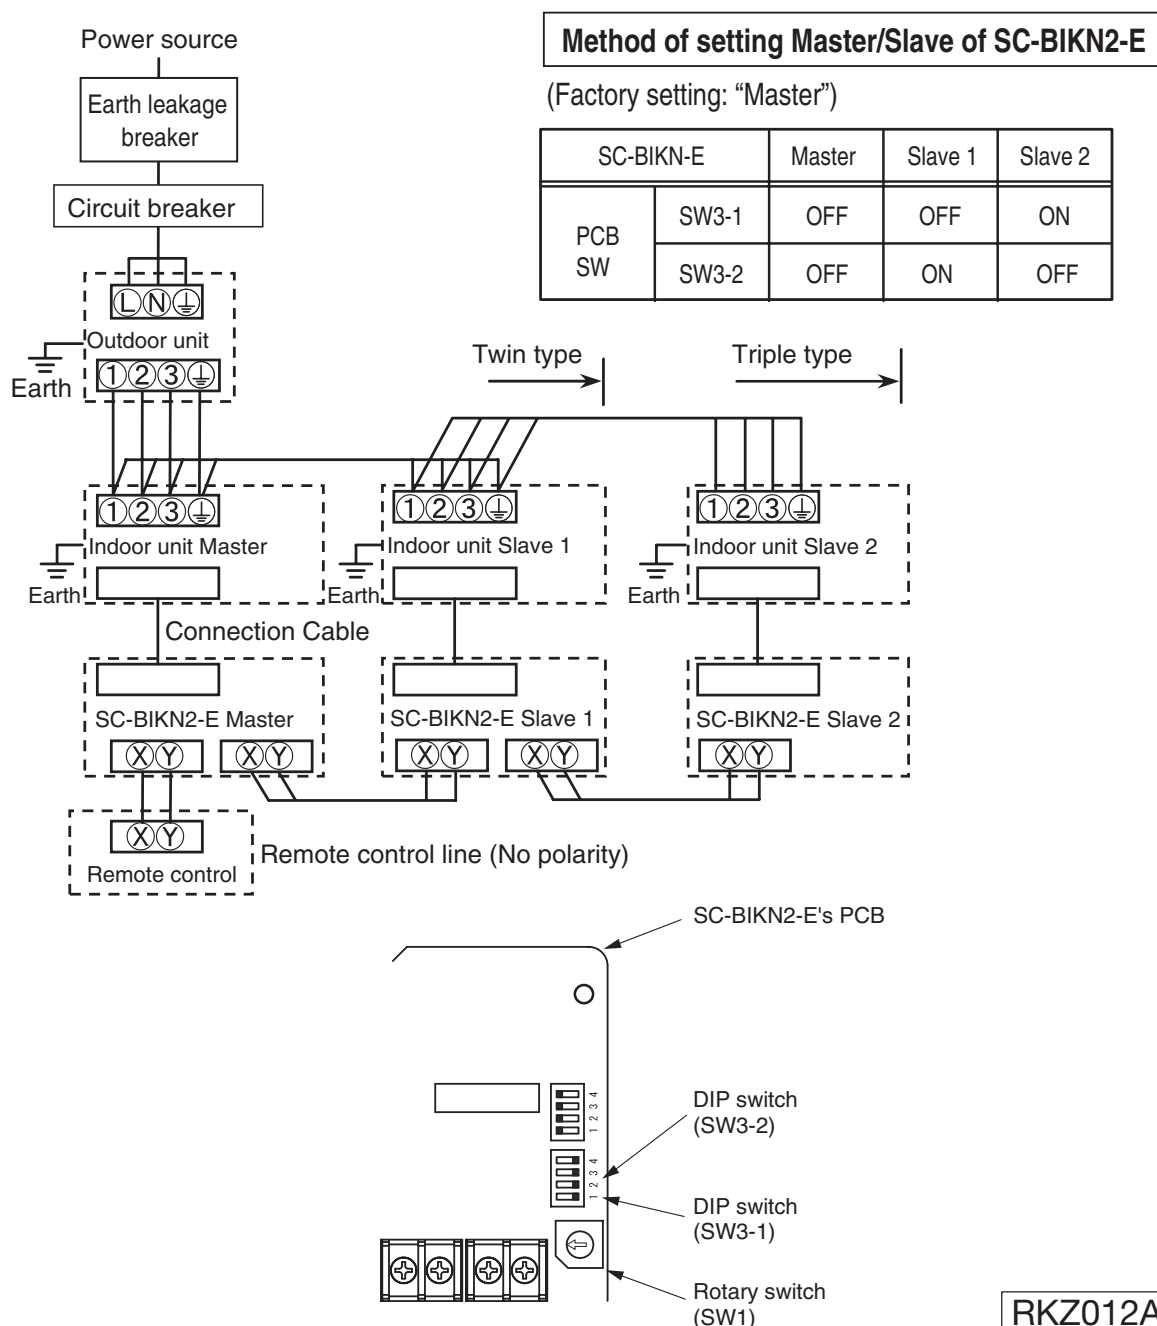 Power source
Earth leakage
breaker
Circuit breaker
L N
Outdoor unit
Earth
1 2 3
Method of setting Master/Slave of SC-BIKN2-E
(Factory setting: “Master”)
SC-BIKN-E Master Slave 1 Slave 2
PCB
SW
SW3-1 OFF OFF ON
SW3-2 OFF ON OFF
Twin type
Triple type
1 2 3
Indoor unit Master
Earth
1 2 3
Indoor unit Slave 1
Earth
1 2 3
Indoor unit Slave 2
Earth
Connection Cable
SC-BIKN2-E Master
X Y X Y
SC-BIKN2-E Slave 1
X Y X Y
SC-BIKN2-E Slave 2
X Y
X Y
Remote control
Remote control line (No polarity)
SC-BIKN2-E's PCB
1 2 3 4
DIP switch
(SW3-2)
1 2 3 4
DIP switch
(SW3-1)
Rotary switch
(SW1)
RKZ012A